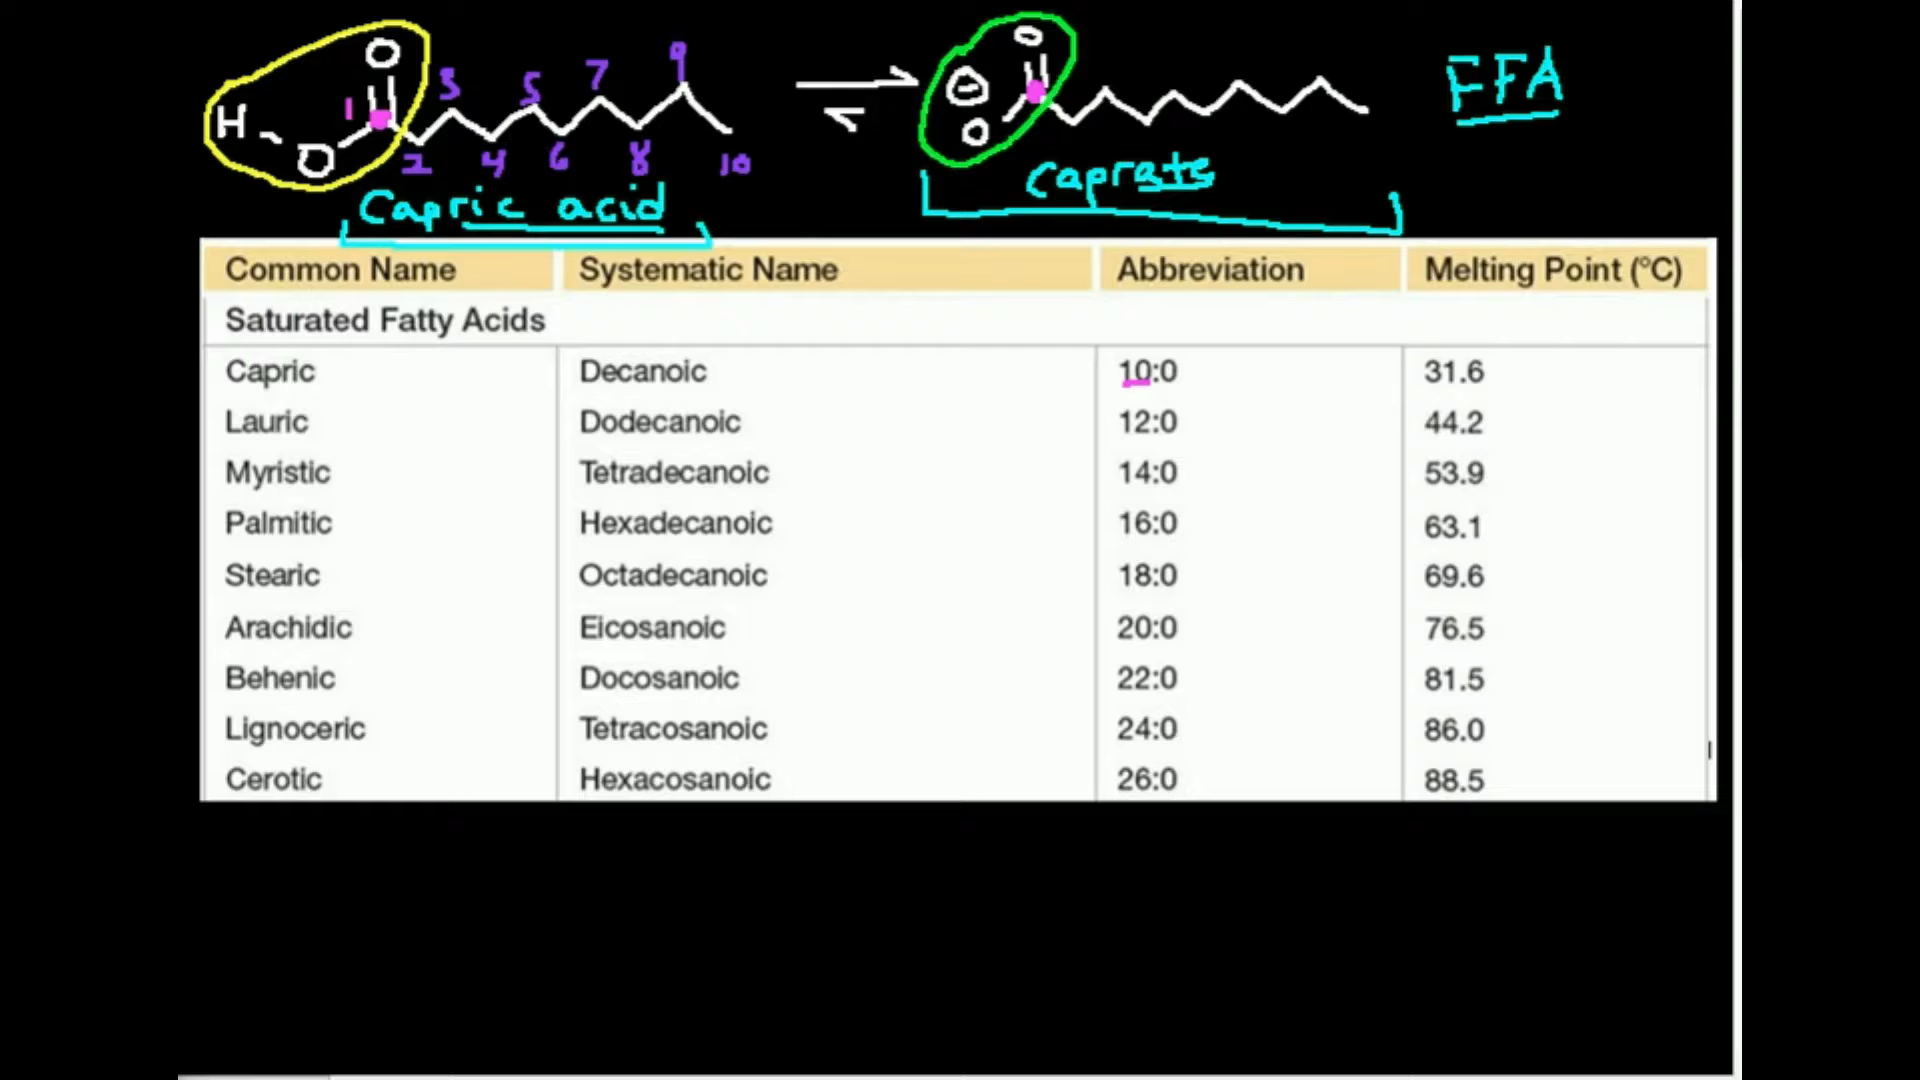 O O
H 1 3 5 7 9 ⊖ FFA
O 2 4 6 8 10 O
Capric acid Caprate
Common Name Systematic Name Abbreviation Melting Point (°C)
Saturated Fatty Acids
Capric Decanoic 10:0 31.6
Lauric Dodecanoic 12:0 44.2
Myristic Tetradecanoic 14:0 53.9
Palmitic Hexadecanoic 16:0 63.1
Stearic Octadecanoic 18:0 69.6
Arachidic Eicosanoic 20:0 76.5
Behenic Docosanoic 22:0 81.5
Lignoceric Tetracosanoic 24:0 86.0
Cerotic Hexacosanoic 26:0 88.5